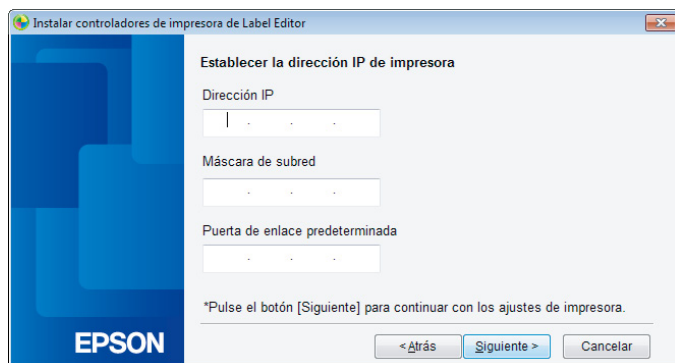 Instalar controladores de impresora de Label Editor
Establecer la dirección IP de impresora
Dirección IP
. . .
Máscara de subred
. . .
Puerta de enlace predeterminada
. . .
*Pulse el botón [Siguiente] para continuar con los ajustes de impresora.
EPSON
< Atrás Siguiente > Cancelar